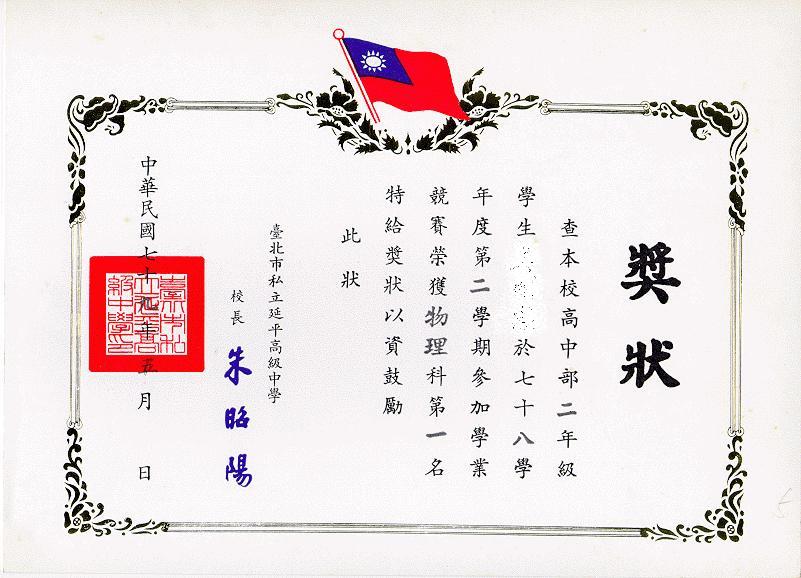 獎狀
查本校高中部二年級
學生 於七十八學
年度第二學期參加學業
競賽榮獲物理科第一名
特給獎狀以資鼓勵
此狀
臺北市私立延平高級中學
校長 朱昭陽
中華民國七十九年五月 日